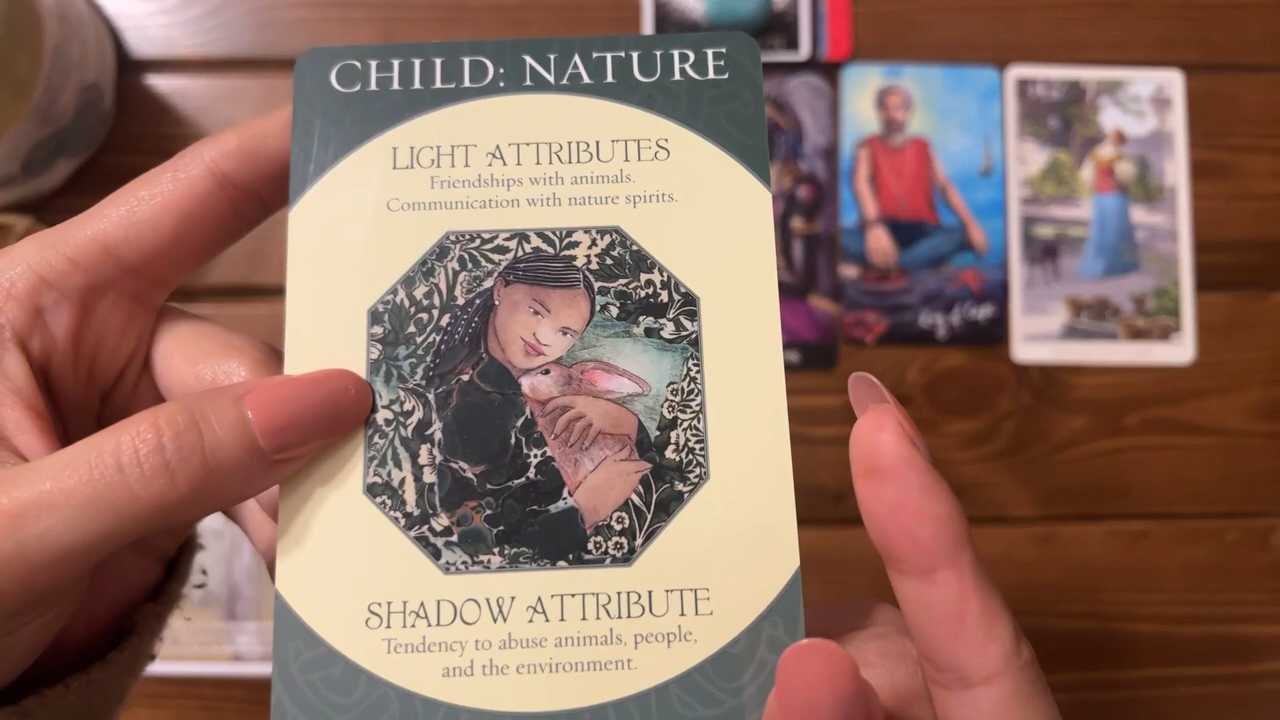 CHILD: NATURE
LIGHT ATTRIBUTES
Friendships with animals.
Communication with nature spirits.
SHADOW ATTRIBUTE
Tendency to abuse animals, people,
and the environment.